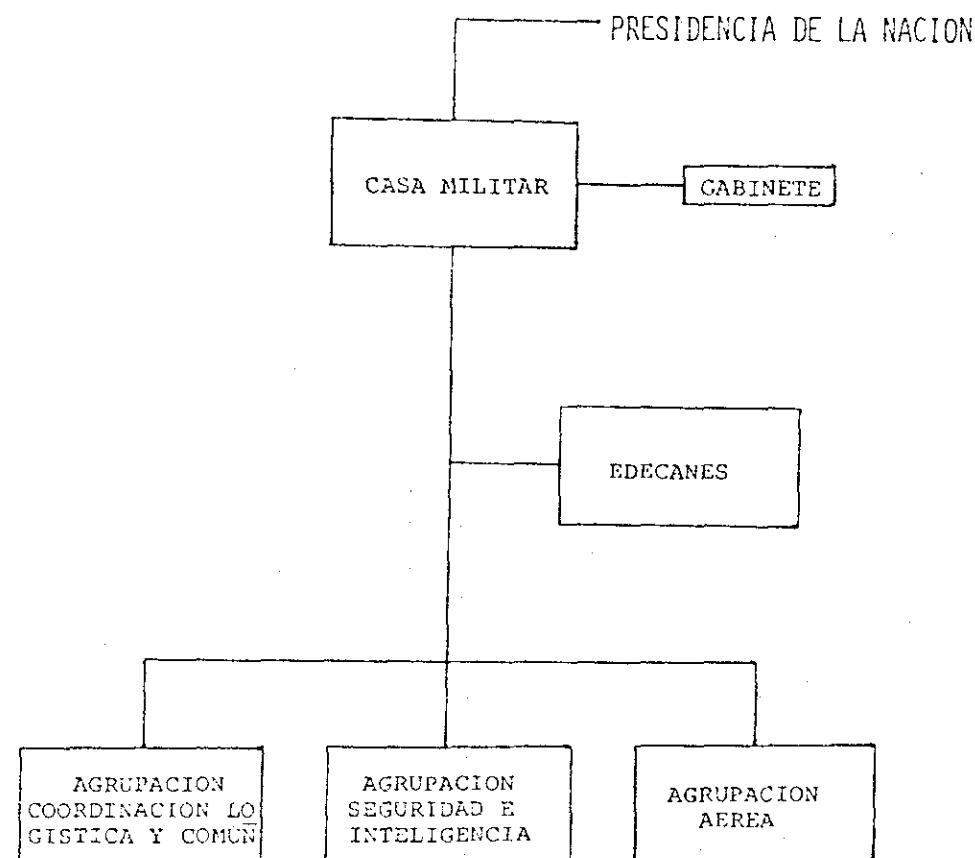 PRESIDENCIA DE LA NACION
CASA MILITAR
GABINETE
EDECANES
AGRUPACION
COORDINACION LO
GISTICA Y COMUÑ
AGRUPACION
SEGURIDAD E
INTELIGENCIA
AGRUPACION
AEREA